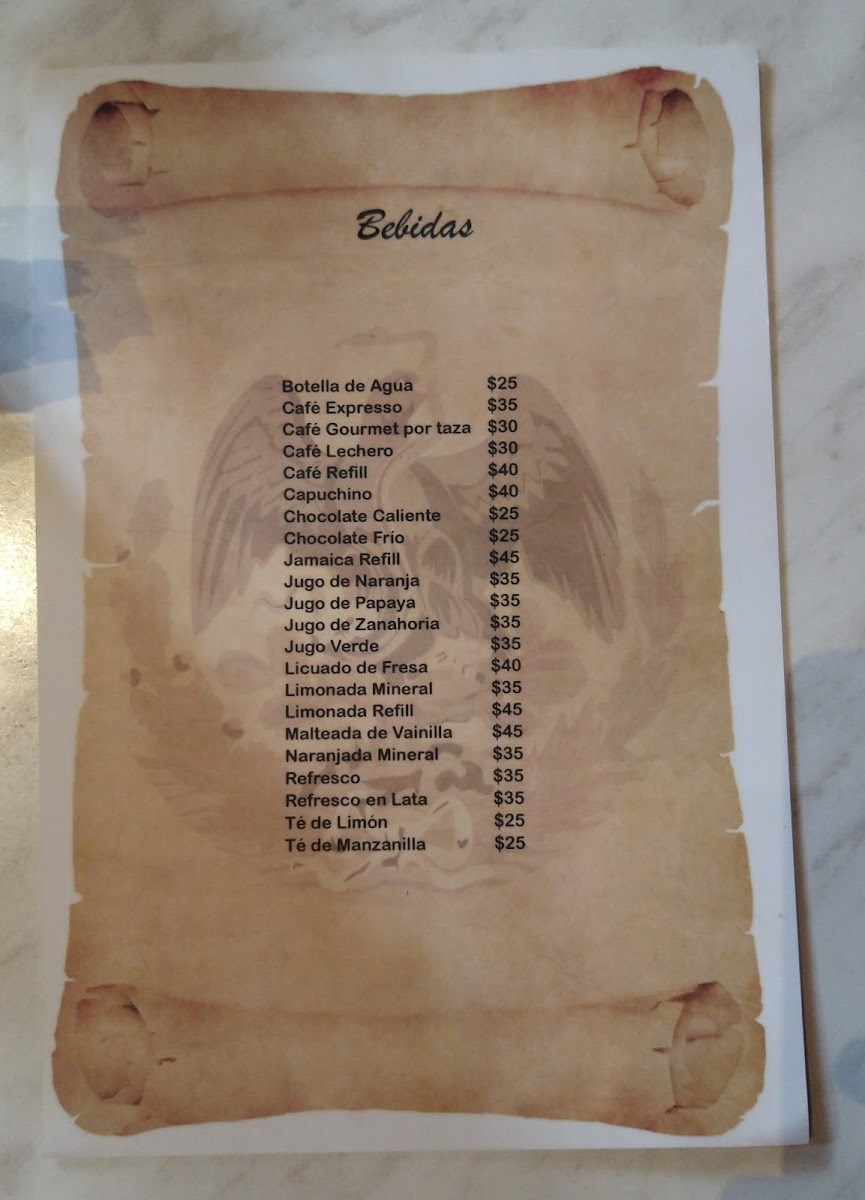 Bebidas
Botella de Agua $25
Café Expresso $35
Café Gourmet por taza $30
Café Lechero $30
Café Refill $40
Capuchino $40
Chocolate Caliente $25
Chocolate Frío $25
Jamaica Refill $45
Jugo de Naranja $35
Jugo de Papaya $35
Jugo de Zanahoria $35
Jugo Verde $35
Licuado de Fresa $40
Limonada Mineral $35
Limonada Refill $45
Malteada de Vainilla $45
Naranjada Mineral $35
Refresco $35
Refresco en Lata $35
Té de Limón $25
Té de Manzanilla $25